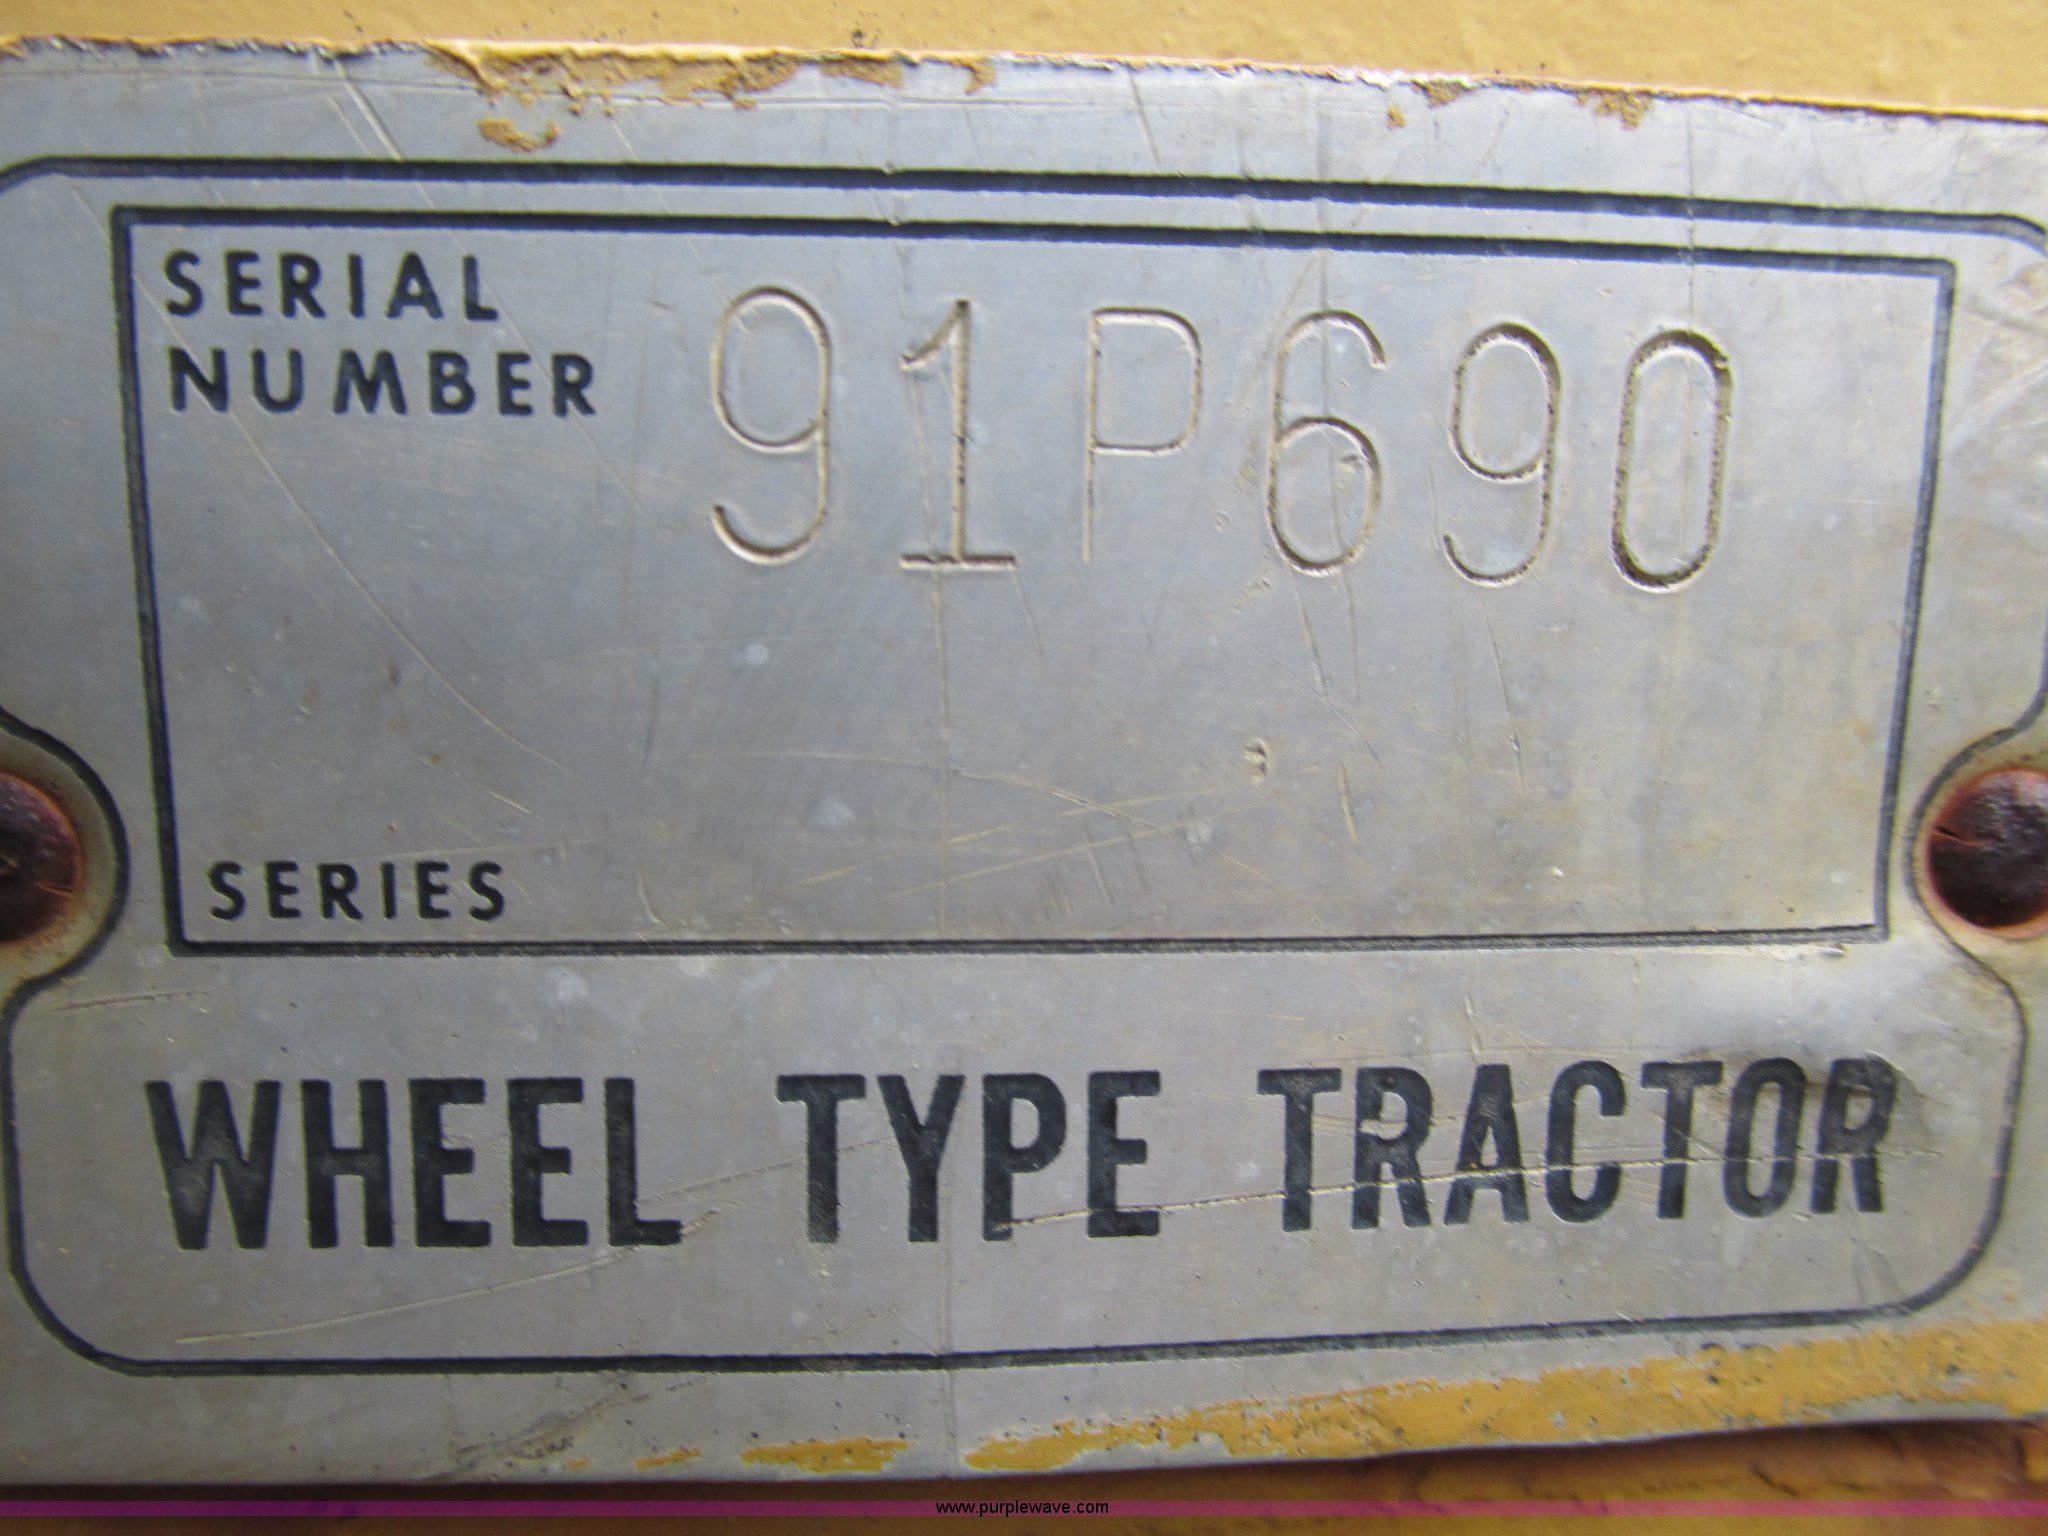 SERIAL
NUMBER 91P690
SERIES
WHEEL TYPE TRACTOR
www.purplewave.com